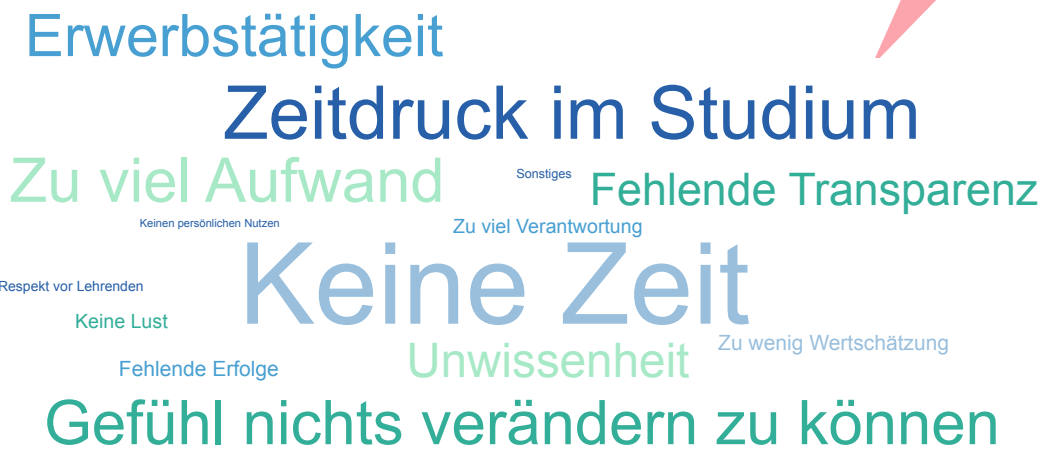 Erwerbstätigkeit
Zeitdruck im Studium
Zu viel Aufwand
Sonstiges
Fehlende Transparenz
Keinen persönlichen Nutzen
Zu viel Verantwortung
Keine Zeit
Respekt vor Lehrenden
Keine Lust
Zu wenig Wertschätzung
Unwissenheit
Fehlende Erfolge
Gefühl nichts verändern zu können